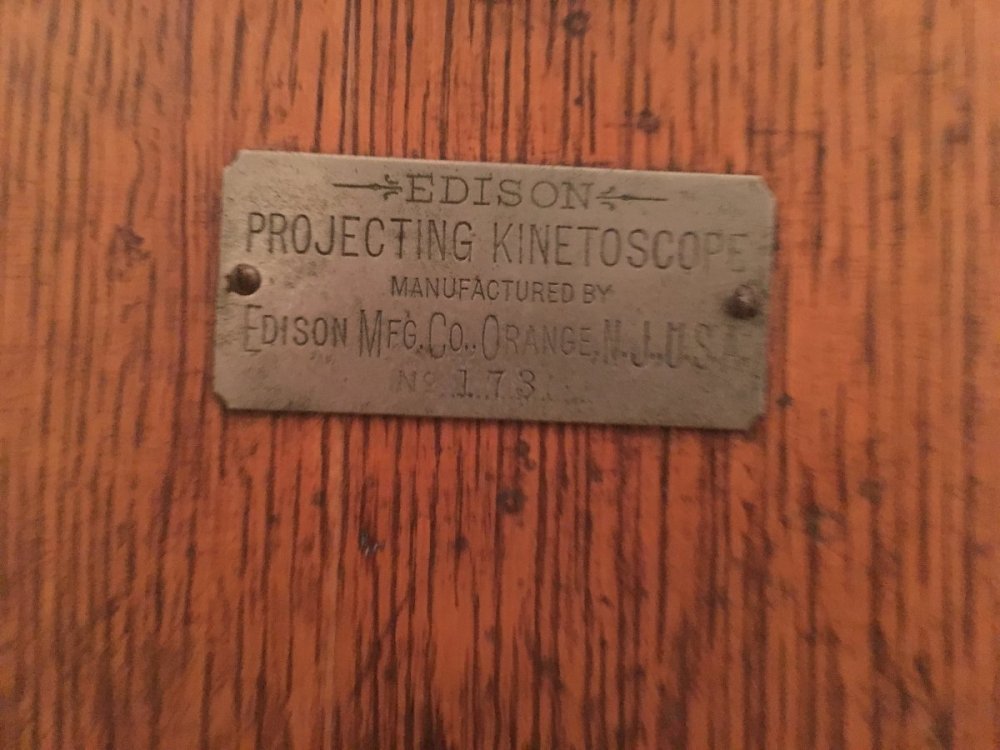 EDISON
PROJECTING KINETOSCOPE
MANUFACTURED BY
EDISON MFG. CO., ORANGE, N.J., U.S.A.
No 173